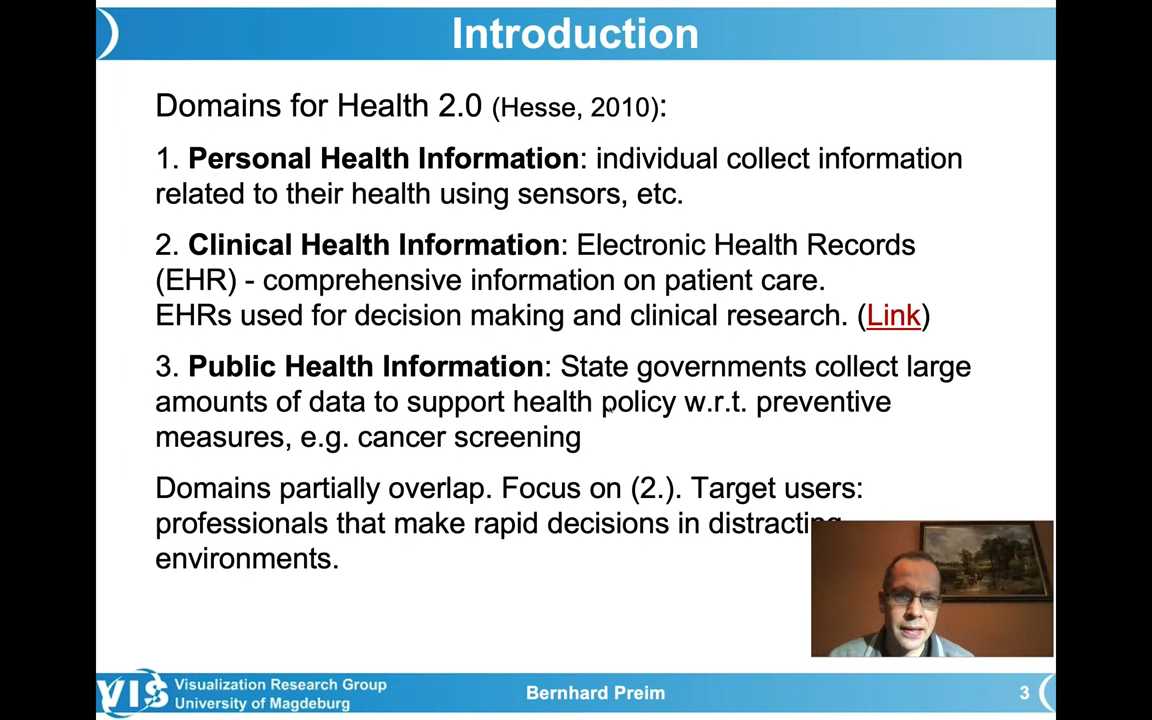 Introduction
Domains for Health 2.0 (Hesse, 2010):
1. Personal Health Information: individual collect information
related to their health using sensors, etc.
2. Clinical Health Information: Electronic Health Records
(EHR) - comprehensive information on patient care.
EHRs used for decision making and clinical research. (Link)
3. Public Health Information: State governments collect large
amounts of data to support health policy w.r.t. preventive
measures, e.g. cancer screening
Domains partially overlap. Focus on (2.). Target users:
professionals that make rapid decisions in distracting
environments.
VIS
Visualization Research Group
University of Magdeburg
Bernhard Preim
3